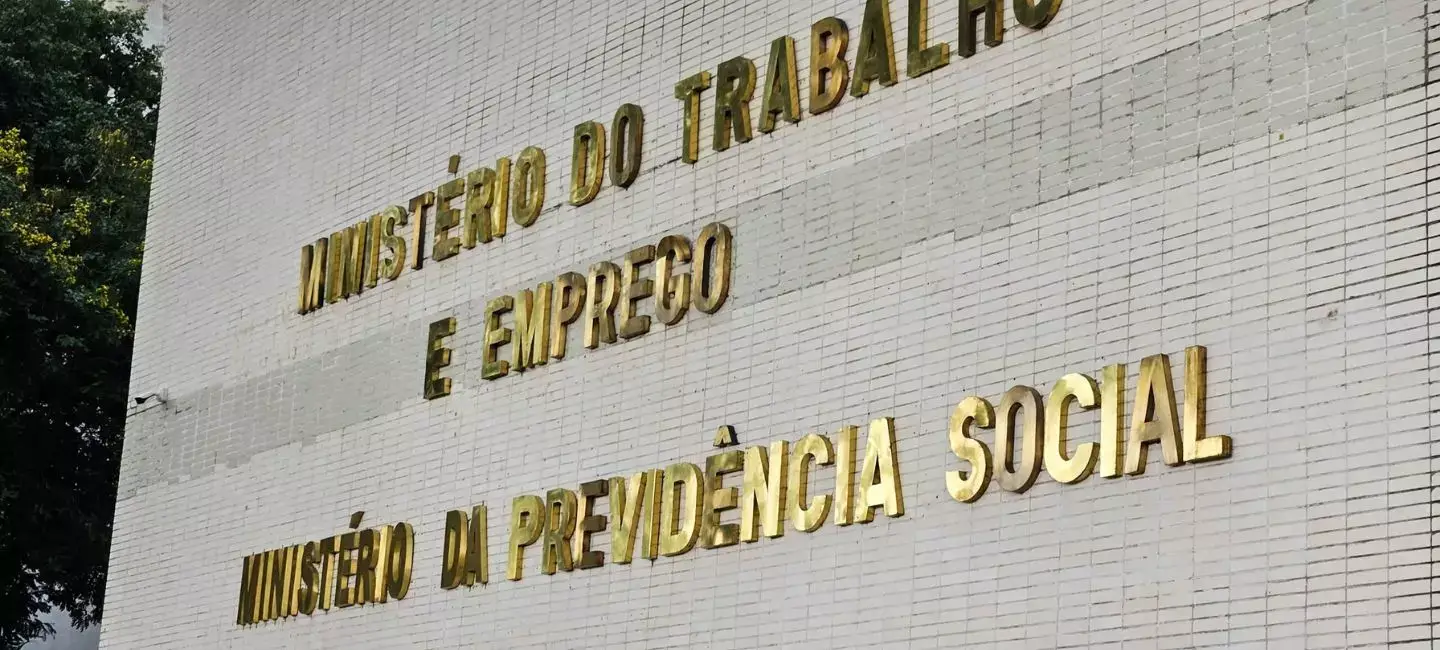 MINISTÉRIO DO TRABALHO
E EMPREGO
MINISTÉRIO DA PREVIDÊNCIA SOCIAL